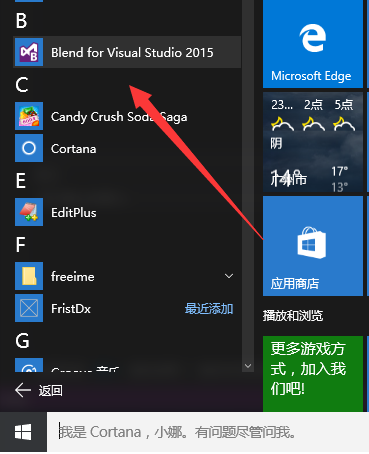 B
Blend for Visual Studio 2015
C
Candy Crush Soda Saga
Cortana
E
EditPlus
F
freeime
FristDx
最近添加
G
Groove 音乐
返回
我是 Cortana，小娜。有问题尽管问我。
Microsoft Edge
23... 2点 5点
阴
17°
14°
广州市
13°
应用商店
播放和浏览
更多游戏方
式，加入我
们吧!